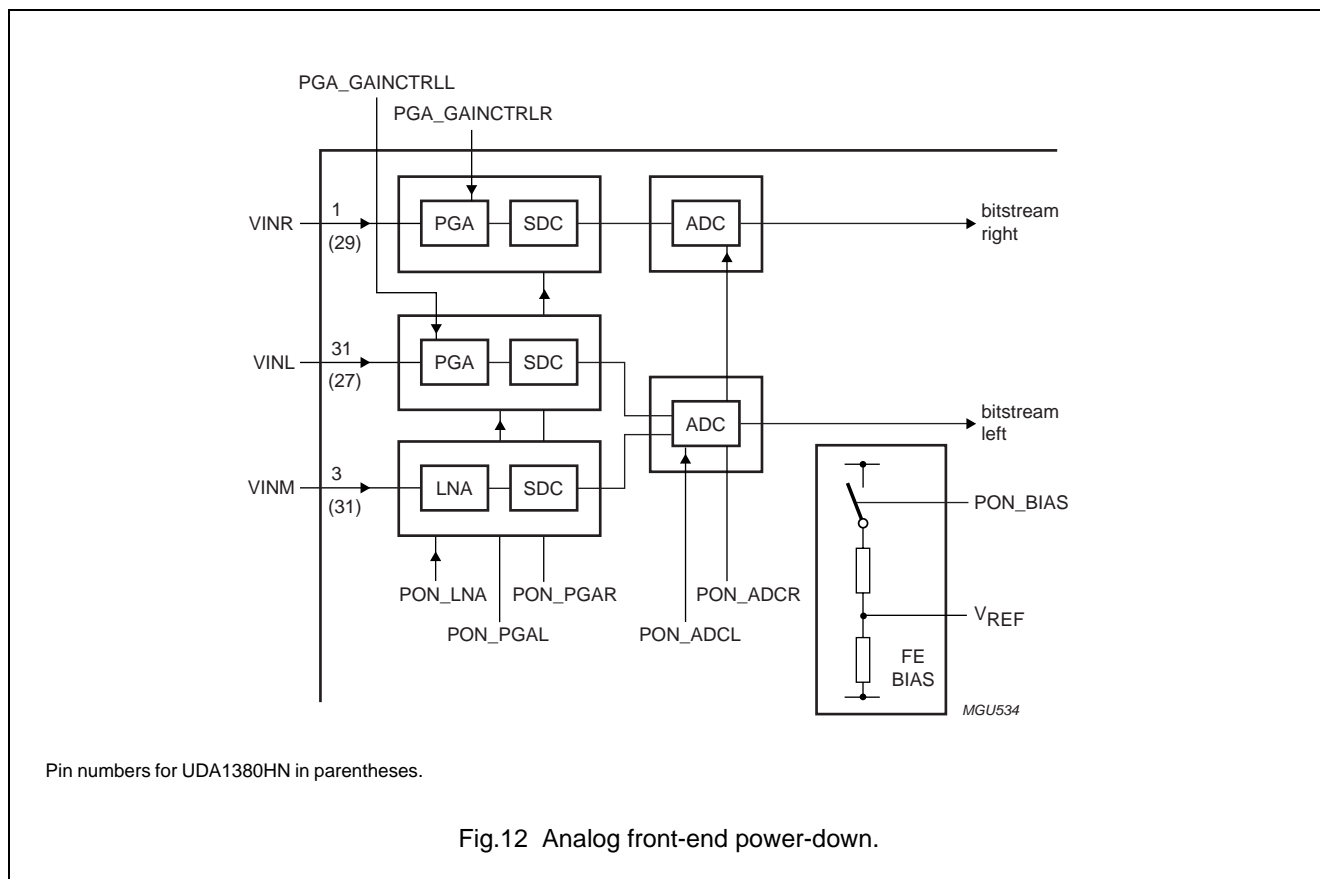 PGA_GAINCTRLL
PGA_GAINCTRLR
VINR
1
(29)
PGA
SDC
ADC
bitstream
right
VINL
31
(27)
PGA
SDC
ADC
bitstream
left
VINM
3
(31)
LNA
SDC
PON_BIAS
PON_LNA
PON_PGAR
PON_ADCR
PON_PGAL
PON_ADCL
VREF
FE
BIAS
MGU534
Pin numbers for UDA1380HN in parentheses.
Fig.12 Analog front-end power-down.